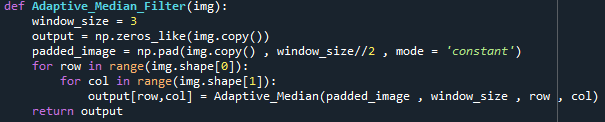 def Adaptive_Median_Filter(img):
    window_size = 3
    output = np.zeros_like(img.copy())
    padded_image = np.pad(img.copy() , window_size//2 , mode = 'constant')
    for row in range(img.shape[0]):
        for col in range(img.shape[1]):
            output[row,col] = Adaptive_Median(padded_image , window_size , row , col)
    return output